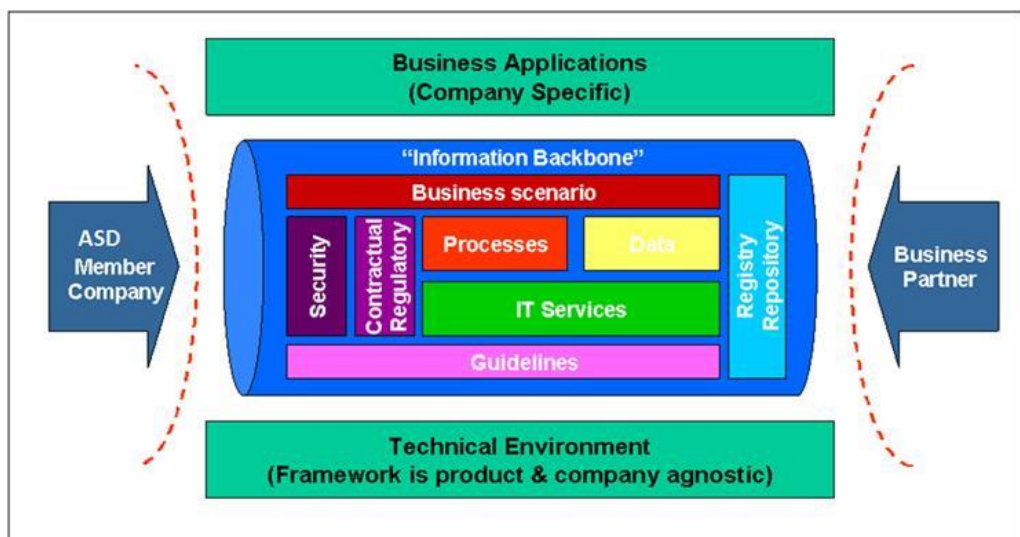 Business Applications
(Company Specific)
“Information Backbone”
Business scenario
ASD
Member
Company
Security
Contractual
Regulatory
Processes
Data
IT Services
Guidelines
Registry
Repository
Business
Partner
Technical Environment
(Framework is product & company agnostic)